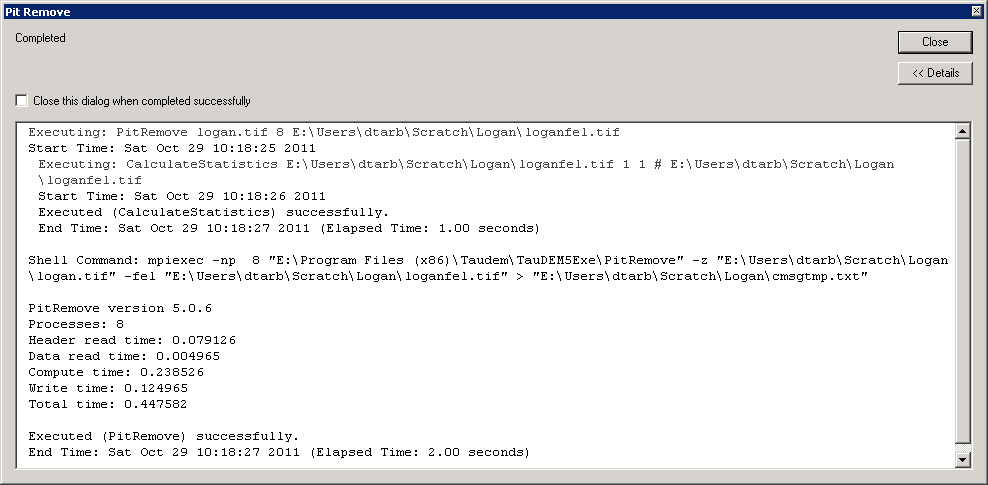 Pit Remove
Completed
Close
<< Details
Close this dialog when completed successfully
Executing: PitRemove logan.tif 8 E:\Users\dtarb\Scratch\Logan\loganfel.tif
Start Time: Sat Oct 29 10:18:25 2011
Executing: CalculateStatistics E:\Users\dtarb\Scratch\Logan\loganfel.tif 1 1 # E:\Users\dtarb\Scratch\Logan
\loganfel.tif
Start Time: Sat Oct 29 10:18:26 2011
Executed (CalculateStatistics) successfully.
End Time: Sat Oct 29 10:18:27 2011 (Elapsed Time: 1.00 seconds)
Shell Command: mpiexec -np  8 "E:\Program Files (x86)\Taudem\TauDEM5Exe\PitRemove" -z "E:\Users\dtarb\Scratch\Logan
\logan.tif" -fel "E:\Users\dtarb\Scratch\Logan\loganfel.tif" > "E:\Users\dtarb\Scratch\Logan\cmsgtmp.txt"
PitRemove version 5.0.6
Processes: 8
Header read time: 0.079126
Data read time: 0.004965
Compute time: 0.238526
Write time: 0.124965
Total time: 0.447582
Executed (PitRemove) successfully.
End Time: Sat Oct 29 10:18:27 2011 (Elapsed Time: 2.00 seconds)